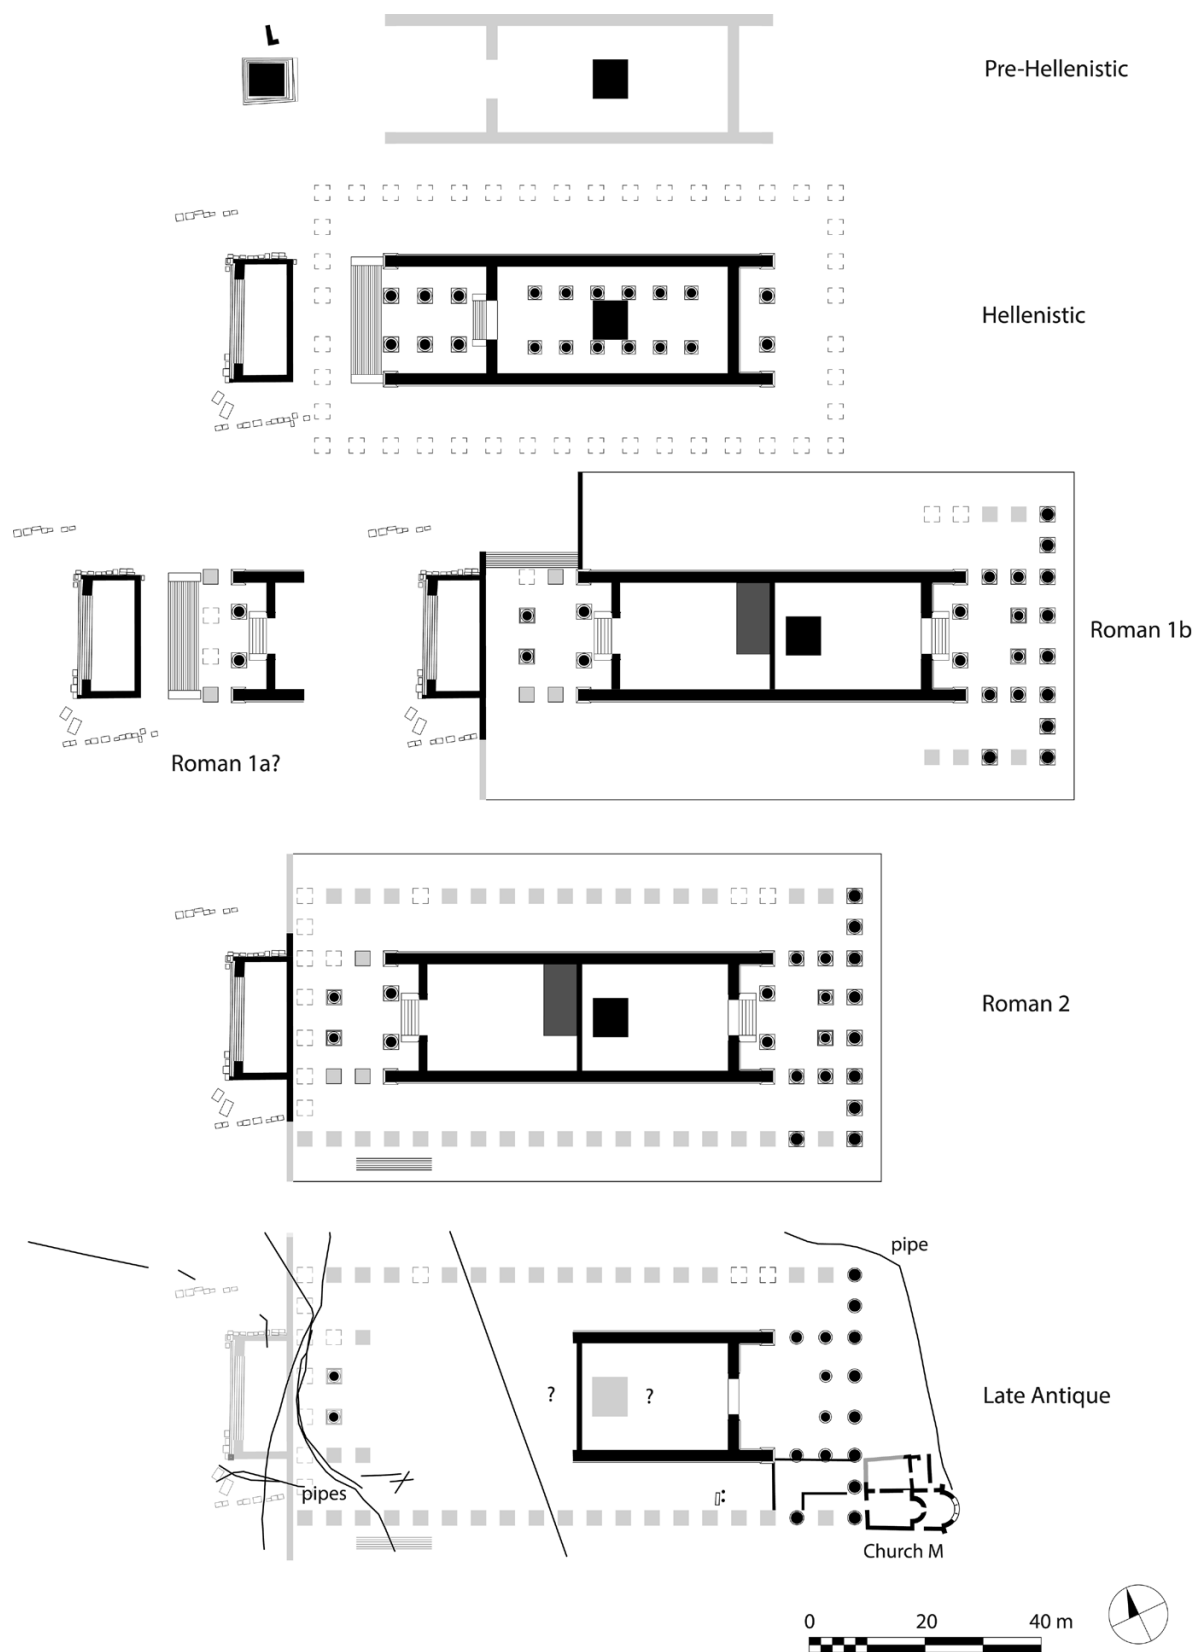 Pre-Hellenistic
Hellenistic
Roman 1b
Roman 1a?
Roman 2
pipe
? ?
Late Antique
pipes
Church M
0 20 40 m